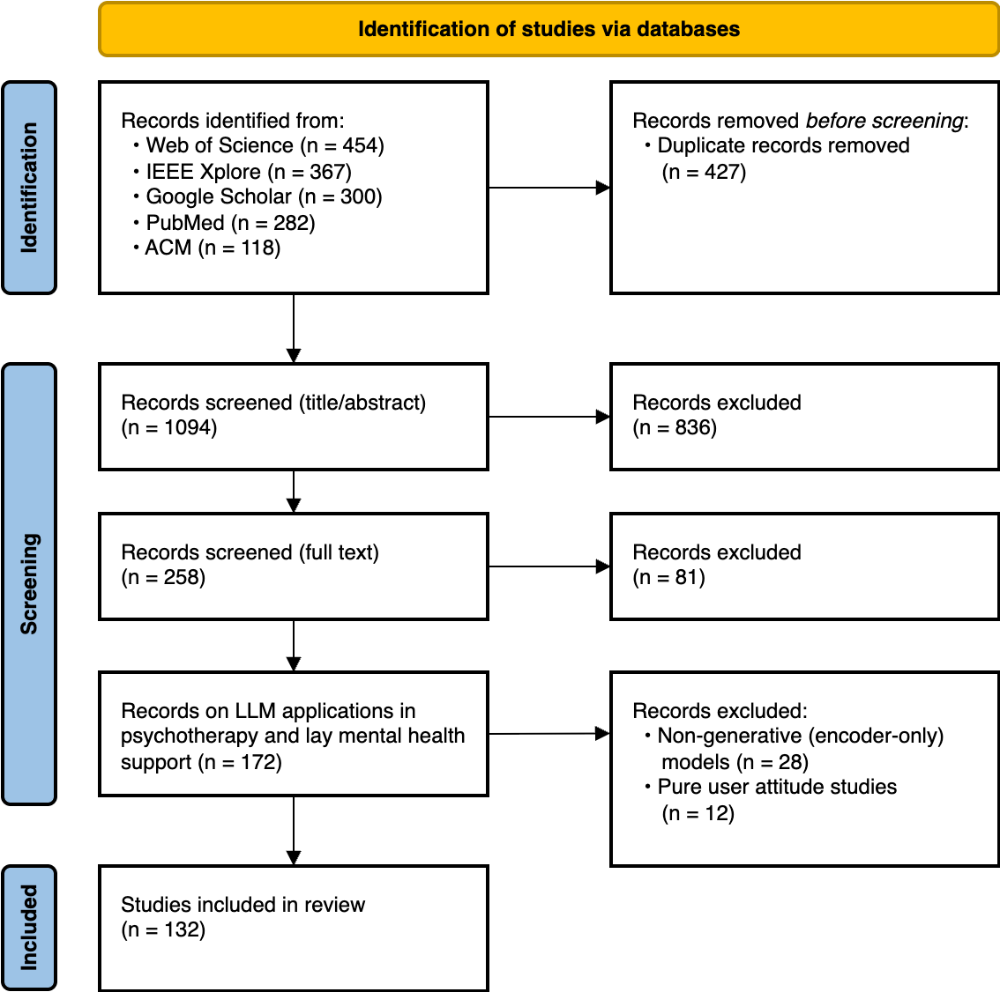 Identification of studies via databases
Identification
Records identified from:
• Web of Science (n = 454)
• IEEE Xplore (n = 367)
• Google Scholar (n = 300)
• PubMed (n = 282)
• ACM (n = 118)
Records removed before screening:
• Duplicate records removed
(n = 427)
Screening
Records screened (title/abstract)
(n = 1094)
Records excluded
(n = 836)
Records screened (full text)
(n = 258)
Records excluded
(n = 81)
Records on LLM applications in
psychotherapy and lay mental health
support (n = 172)
Records excluded:
• Non-generative (encoder-only)
models (n = 28)
• Pure user attitude studies
(n = 12)
Included
Studies included in review
(n = 132)